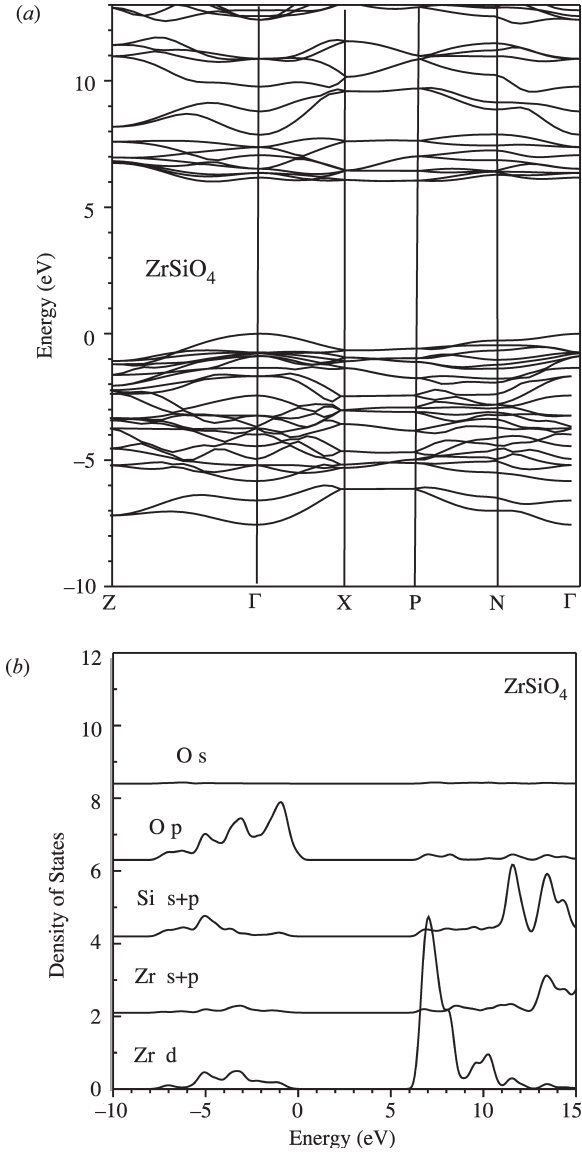 (a)
10
5
0
−5
−10
Energy (eV)
ZrSiO4
Z Γ X P N Γ
(b)
12
10
8
6
4
2
0
Density of States
ZrSiO4
O s
O p
Si s+p
Zr s+p
Zr d
−10 −5 0 5 10 15
Energy (eV)